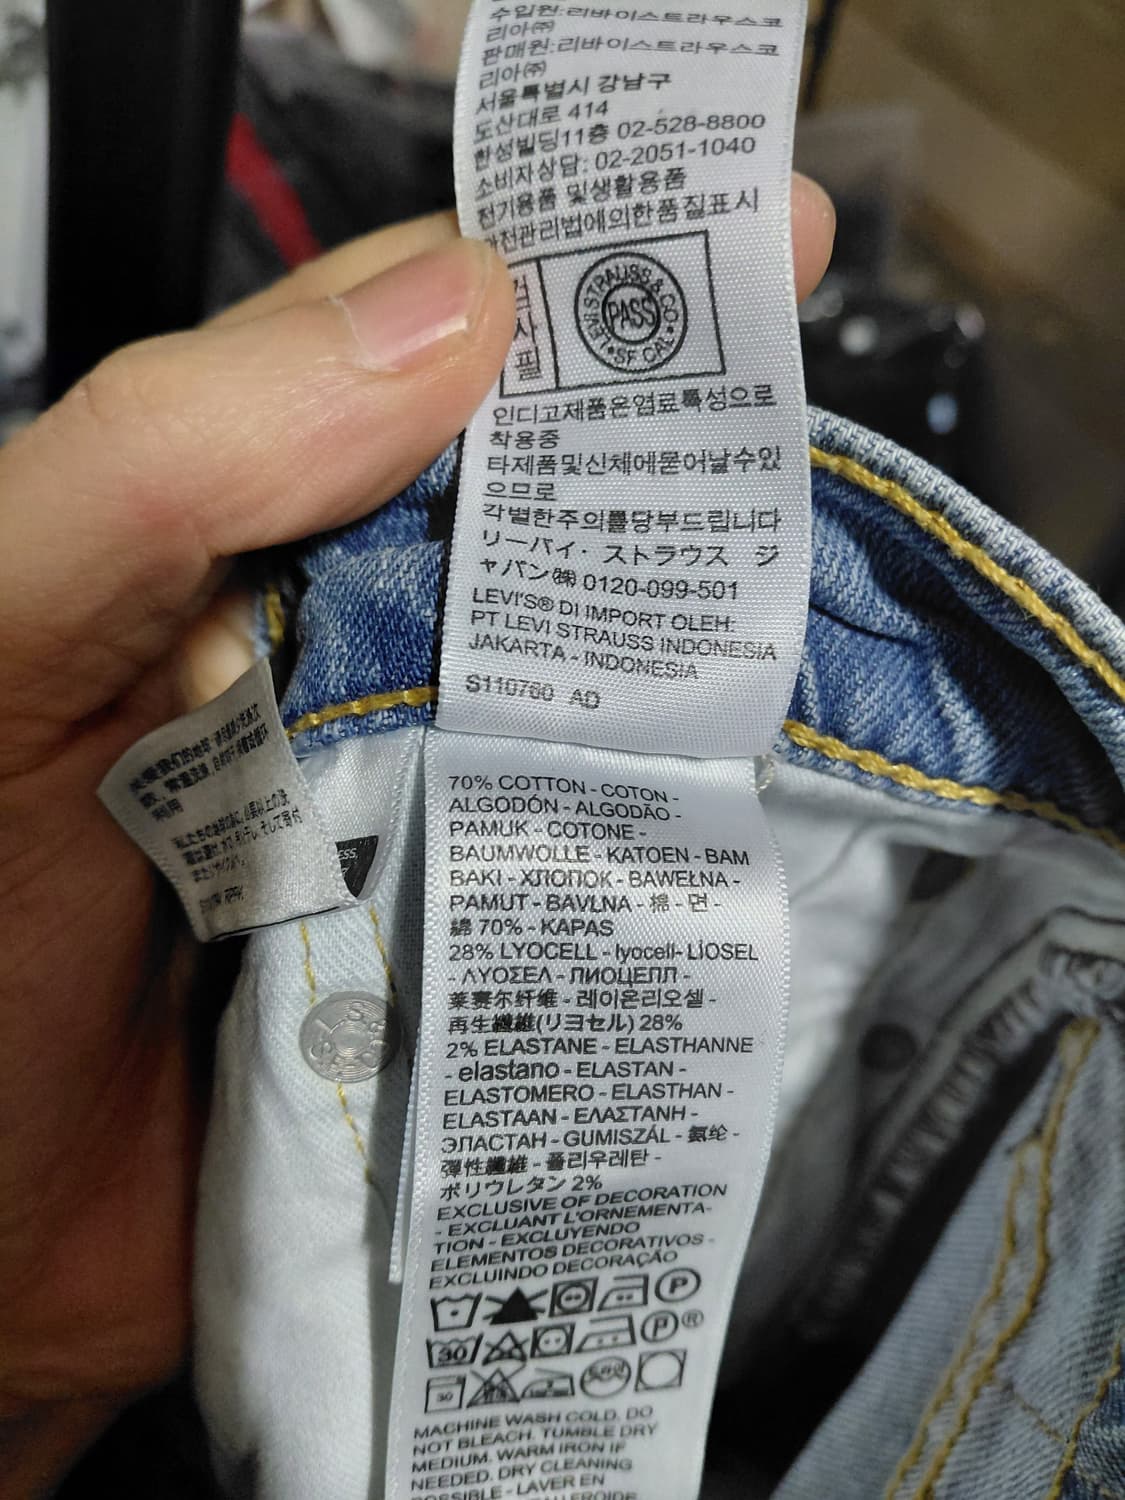 수입원:리바이스트라우스코
리아㈜
판매원:리바이스트라우스코
리아㈜
서울특별시 강남구
도산대로 414
한성빌딩11층 02-528-8800
소비자상담: 02-2051-1040
전기용품 및생활용품
안전관리법에의한품질표시
검사필
LEVI STRAUSS & CO
PASS
SF CAL
인디고제품은염료특성으로
착용중
타제품및신체에묻어날수있
으므로
각별한주의를당부드립니다
リーバイ・ストラウス ジ
ャパン㈱ 0120-099-501
LEVI'S® DI IMPORT OLEH:
PT LEVI STRAUSS INDONESIA
JAKARTA - INDONESIA
S110760 AD
70% COTTON - COTON -
ALGODÓN - ALGODÃO -
PAMUK - COTONE -
BAUMWOLLE - KATOEN - BAM
BAKI - ХЛОПОК - BAWEŁNA -
PAMUT - BAVLNA - 棉 - 면 -
綿 70% - KAPAS
28% LYOCELL - lyocell- LİOSEL
- ΛΥΟΣΕΛ - ЛИОЦЕЛЛ -
莱赛尔纤维 - 레이온리오셀 -
再生繊維(リヨセル) 28%
2% ELASTANE - ELASTHANNE
- elastano - ELASTAN -
ELASTOMERO - ELASTHAN -
ELASTAAN - ΕΛΑΣΤΑΝΗ -
ЭЛАСТАН - GUMISZÁL - 氨纶 -
彈性纖維 - 폴리우레탄 -
ポリウレタン 2%
EXCLUSIVE OF DECORATION
- EXCLUANT L'ORNEMENTA-
TION - EXCLUYENDO
ELEMENTOS DECORATIVOS -
EXCLUINDO DECORAÇÃO
P
30 P ®
30
MACHINE WASH COLD. DO
NOT BLEACH. TUMBLE DRY
MEDIUM. WARM IRON IF
NEEDED. DRY CLEANING
POSSIBLE - LAVER EN